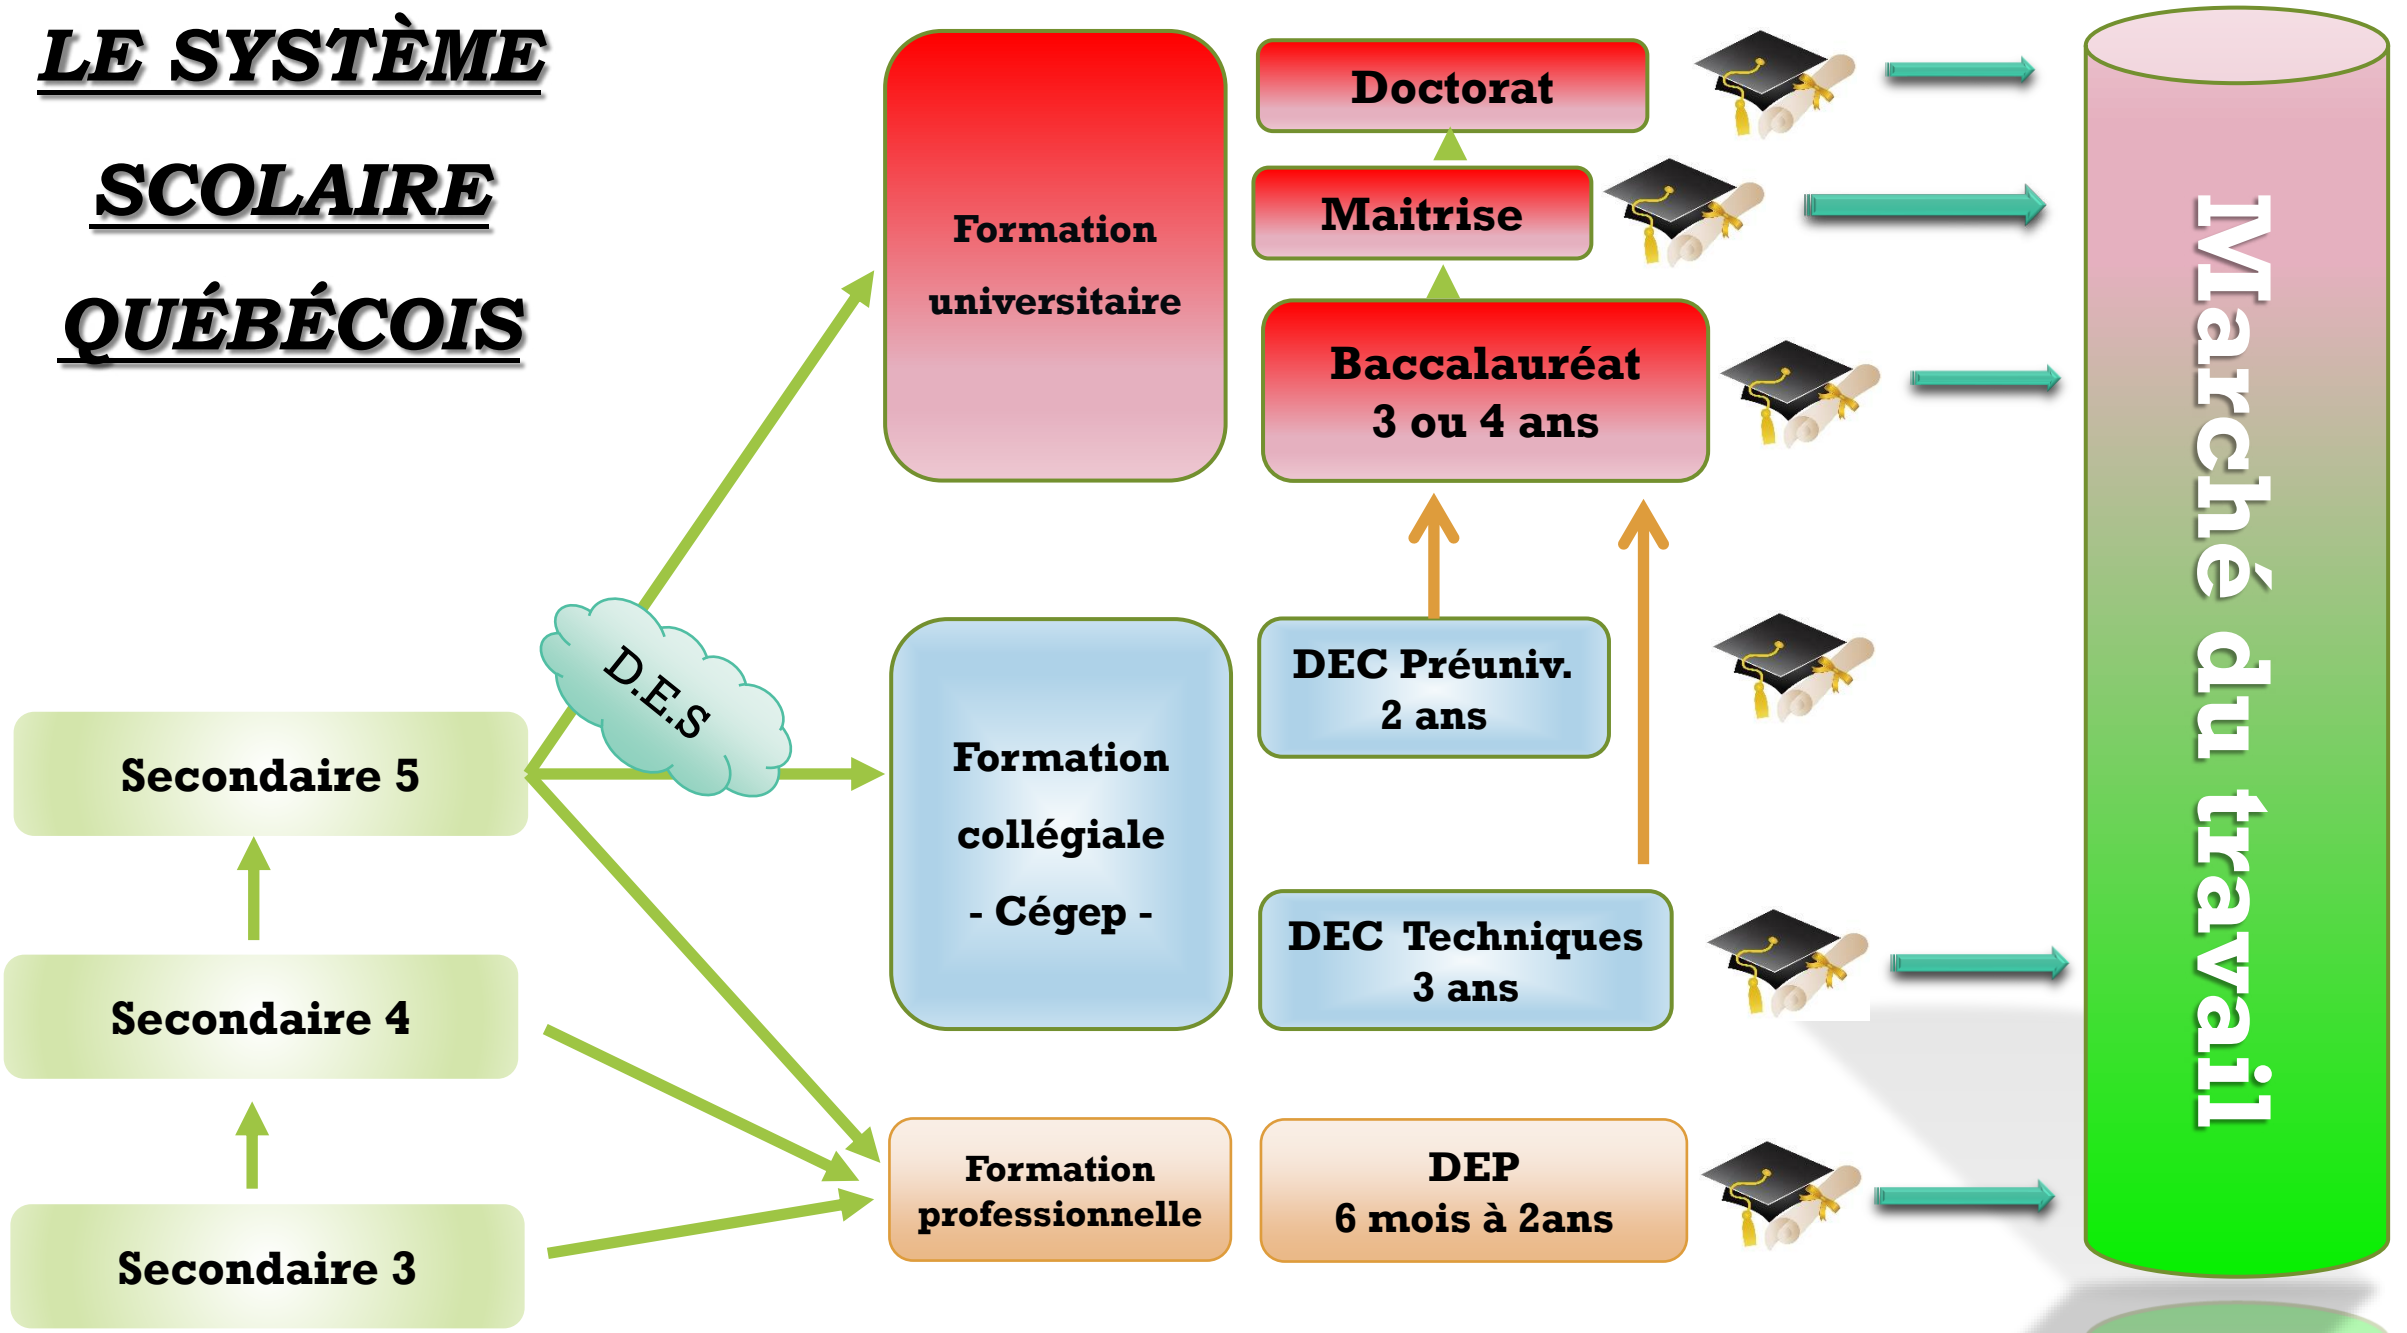 LE SYSTÈME
SCOLAIRE
QUÉBÉCOIS
Formation
universitaire
Doctorat
Maitrise
Baccalauréat
3 ou 4 ans
D.E.S
Secondaire 5
Secondaire 4
Secondaire 3
Formation
collégiale
- Cégep -
DEC Préuniv.
2 ans
DEC Techniques
3 ans
Formation
professionnelle
DEP
6 mois à 2ans
Marché du travail